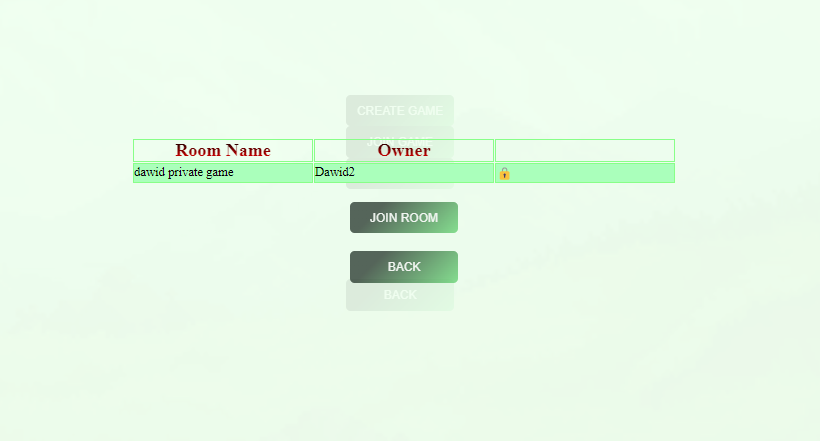 CREATE GAME
JOIN GAME
Room Name Owner
dawid private game Dawid2
JOIN ROOM
BACK
BACK